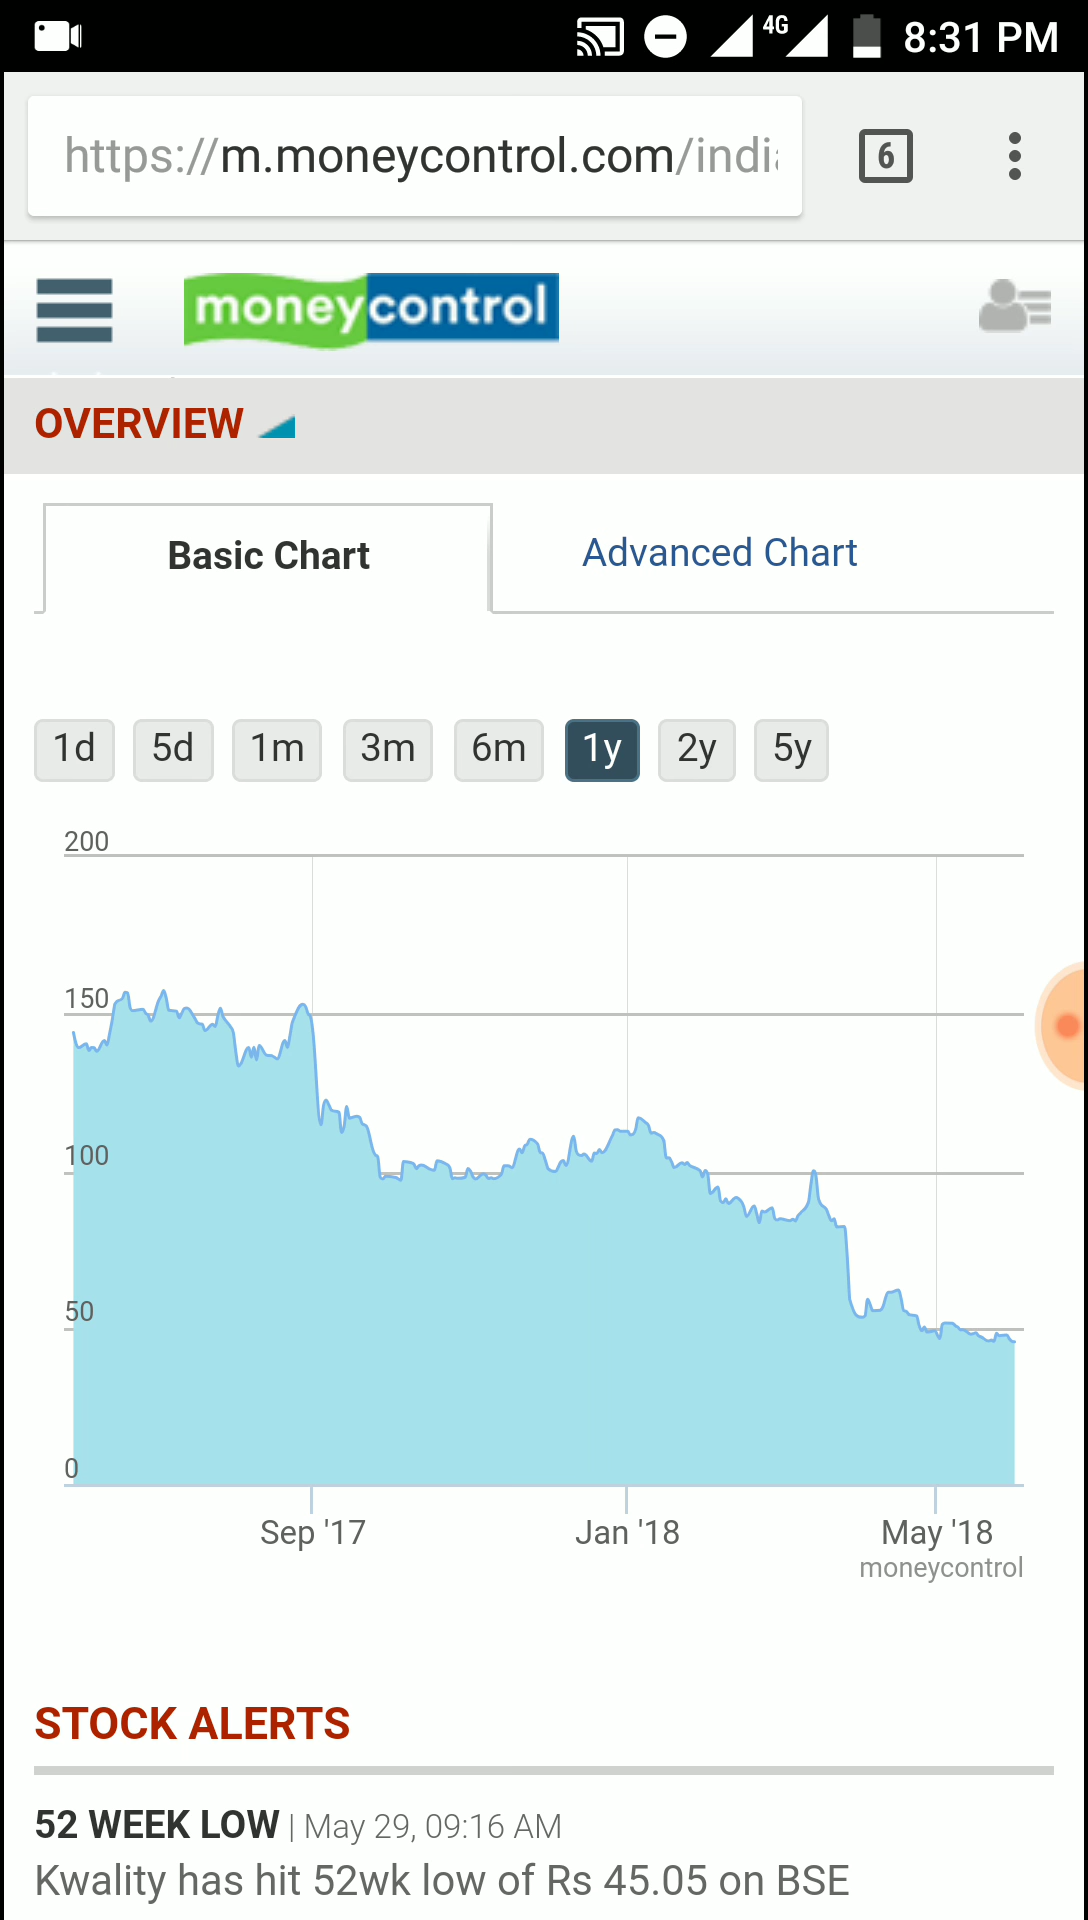 4G 8:31 PM
https://m.moneycontrol.com/indi
6
moneycontrol
OVERVIEW
Basic Chart
Advanced Chart
1d 5d 1m 3m 6m 1y 2y 5y
200
150
100
50
0
Sep '17 Jan '18 May '18
moneycontrol
STOCK ALERTS
52 WEEK LOW | May 29, 09:16 AM
Kwality has hit 52wk low of Rs 45.05 on BSE